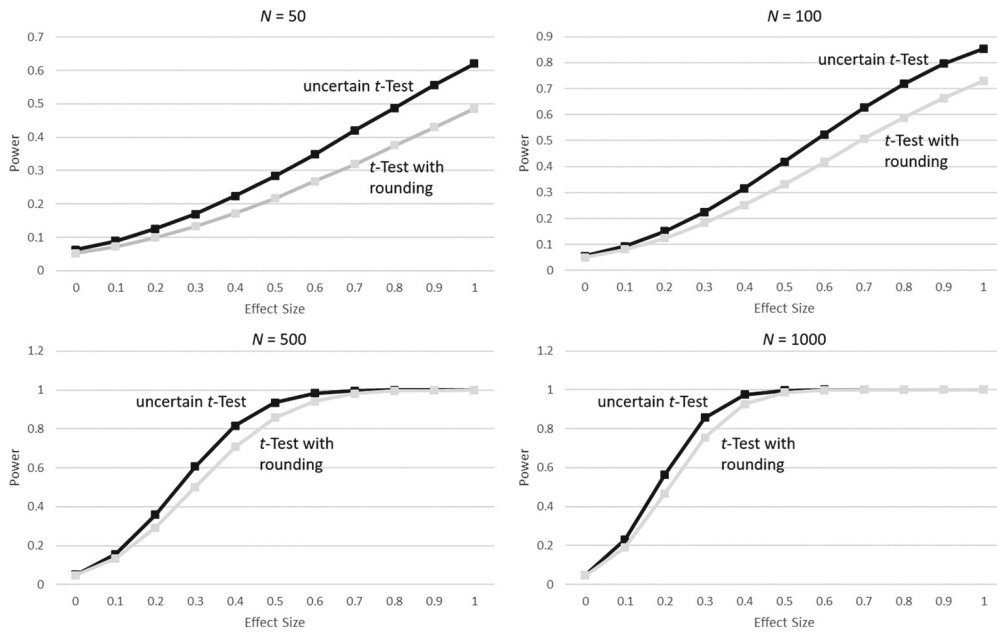 N = 50
0.7
0.6
0.5
0.4
0.3
0.2
0.1
0
Power
uncertain t-Test
t-Test with
rounding
0 0.1 0.2 0.3 0.4 0.5 0.6 0.7 0.8 0.9 1
Effect Size
N = 100
0.9
0.8
0.7
0.6
0.5
0.4
0.3
0.2
0.1
0
Power
uncertain t-Test
t-Test with
rounding
0 0.1 0.2 0.3 0.4 0.5 0.6 0.7 0.8 0.9 1
Effect Size
N = 500
1.2
1
0.8
0.6
0.4
0.2
0
Power
uncertain t-Test
t-Test with
rounding
0 0.1 0.2 0.3 0.4 0.5 0.6 0.7 0.8 0.9 1
Effect Size
N = 1000
1.2
1
0.8
0.6
0.4
0.2
0
Power
uncertain t-Test
t-Test with
rounding
0 0.1 0.2 0.3 0.4 0.5 0.6 0.7 0.8 0.9 1
Effect Size